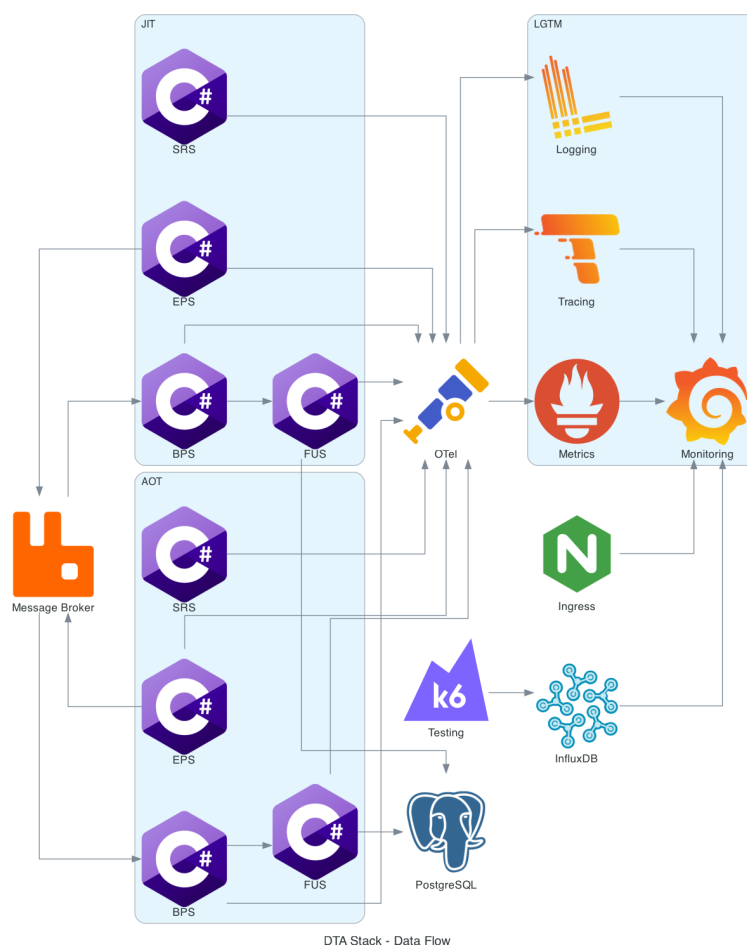 JIT
C#
SRS
C#
EPS
C#
BPS
C#
FUS
LGTM
Logging
Tracing
OTel
Metrics
Monitoring
AOT
C#
SRS
C#
EPS
C#
BPS
C#
FUS
Message Broker
N
Ingress
k6
Testing
InfluxDB
PostgreSQL
DTA Stack - Data Flow